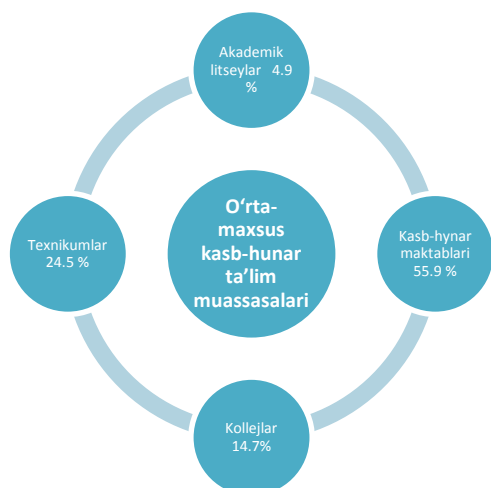 Akademik
litseylar 4.9
%
O‘rta-
maxsus
kasb-hunar
ta’lim
muassasalari
Texnikumlar
24.5 %
Kasb-hynar
maktablari
55.9 %
Kollejlar
14.7%